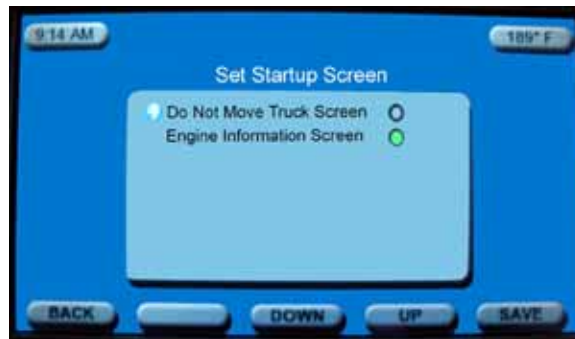 9:14 AM
189° F
Set Startup Screen
Do Not Move Truck Screen
Engine Information Screen
BACK
DOWN
UP
SAVE